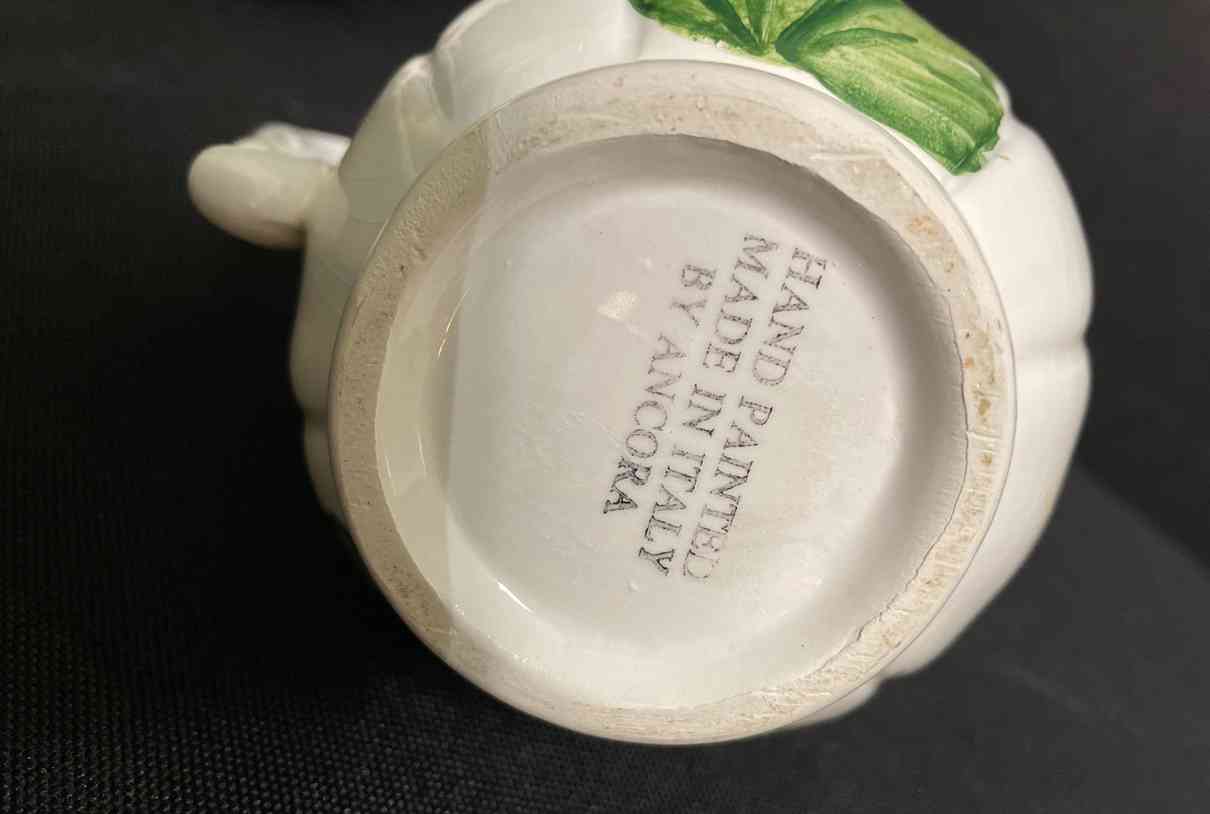 HAND PAINTED
MADE IN ITALY
BY ANCORA